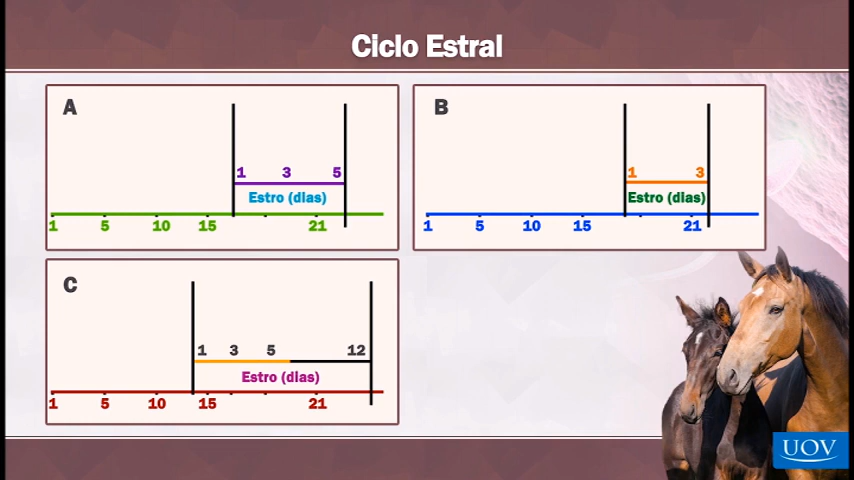 Ciclo Estral
A
1 3 5
Estro (dias)
1 5 10 15 21
B
1 3
Estro (dias)
1 5 10 15 21
C
1 3 5 12
Estro (dias)
1 5 10 15 21
UOV